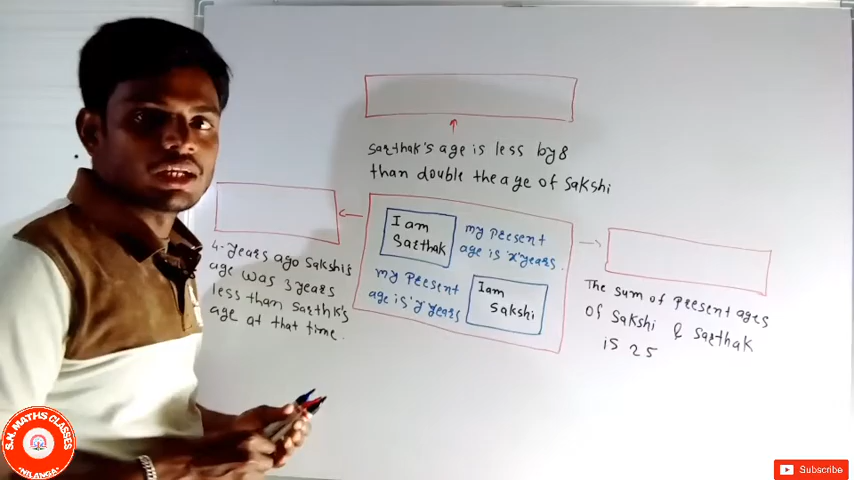 Sarthak's age is less by 8
than double the age of Sakshi
I am
Sarthak
my Present
age is 'x' years.
my Present
age is 'y' years
I am
Sakshi
4-years ago Sakshi's
age was 3 years
less than Sarthk's
age at that time.
The sum of Present ages
of Sakshi & Sarthak
is 25
S.N. MATHS CLASSES
NILANGA
Subscribe